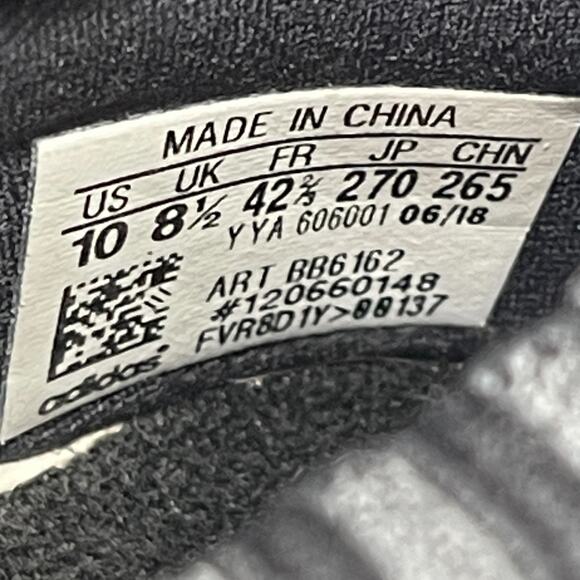 MADE IN CHINA
US UK FR JP CHN
10 8½ 42⅔ 270 265
YYA 606001 06/18
ART BB6162
#120660148
FVR8D1Y>00137
adidas